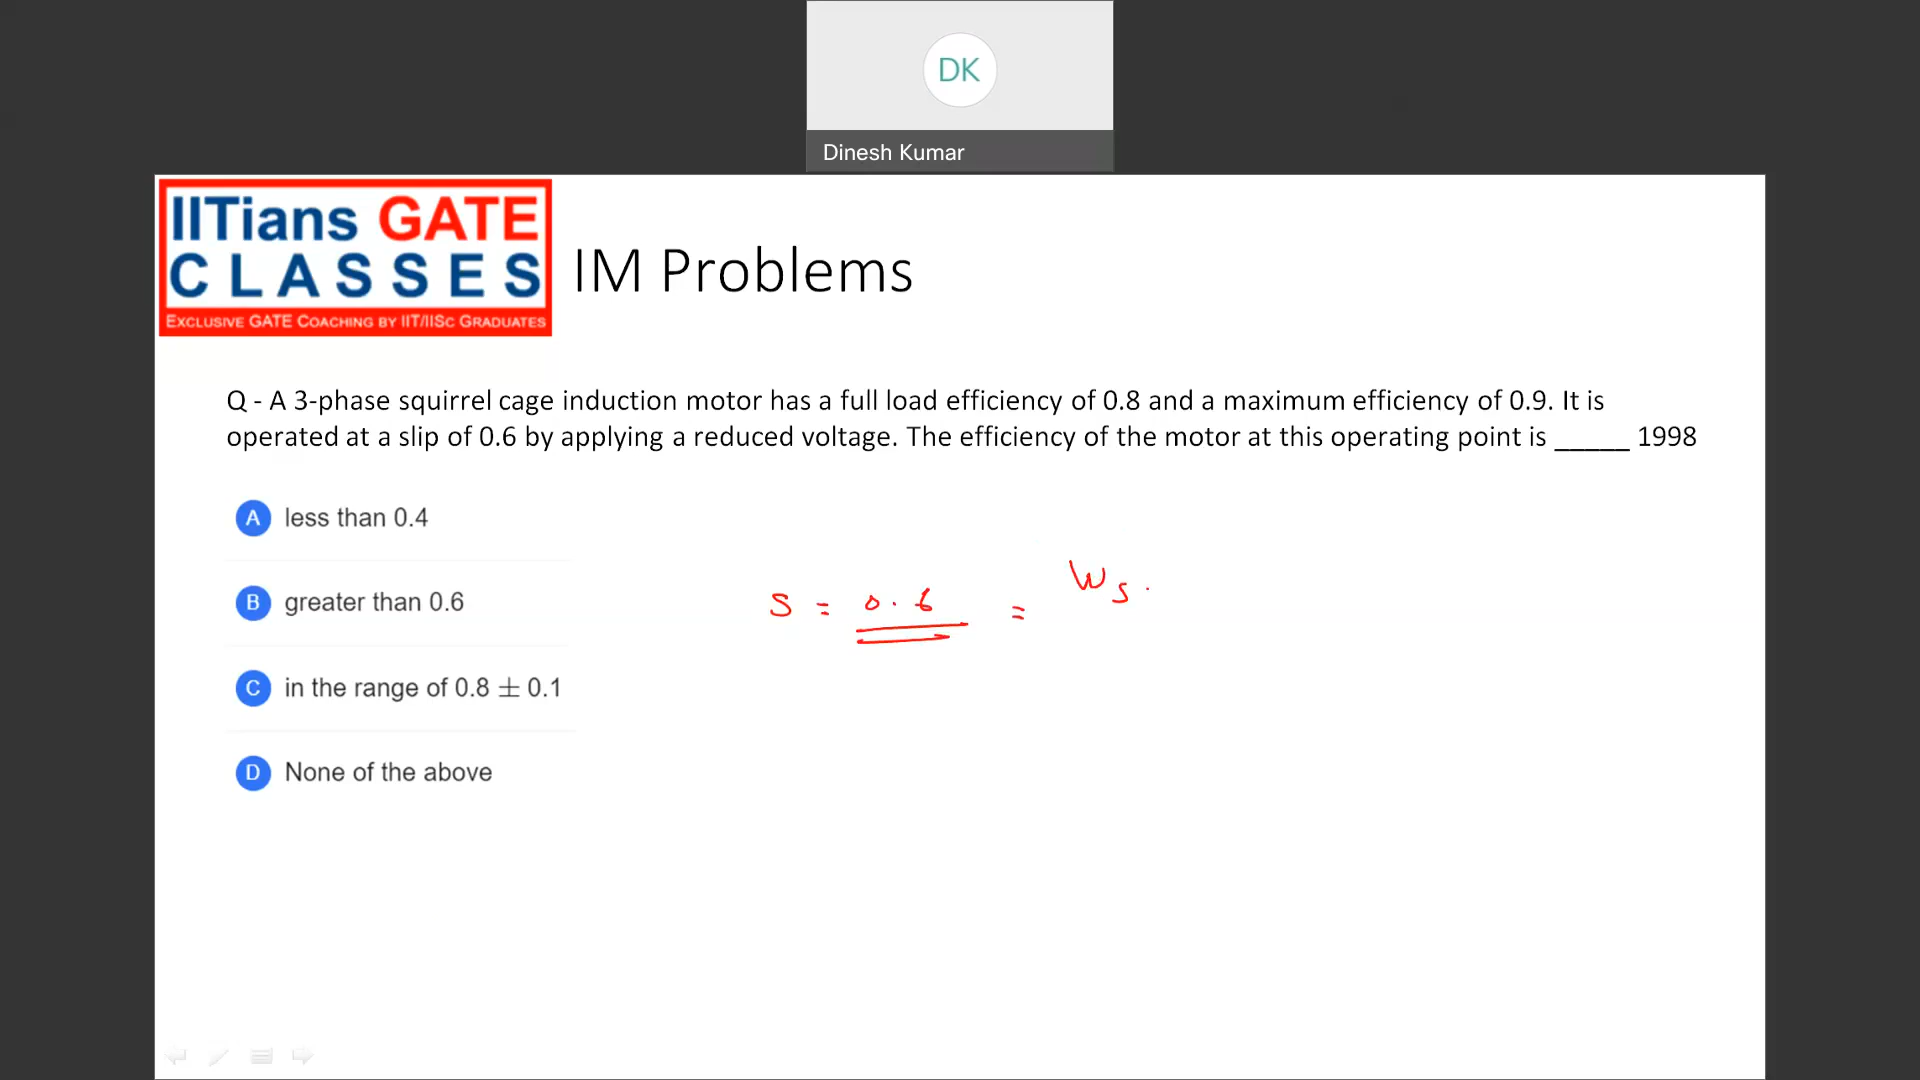 DK
Dinesh Kumar
IITians GATE
CLASSES
EXCLUSIVE GATE COACHING BY IIT/IISC GRADUATES
IM Problems
Q - A 3-phase squirrel cage induction motor has a full load efficiency of 0.8 and a maximum efficiency of 0.9. It is
operated at a slip of 0.6 by applying a reduced voltage. The efficiency of the motor at this operating point is _____ 1998
A less than 0.4
B greater than 0.6
C in the range of 0.8 ± 0.1
D None of the above
s = 0.6 = Ws